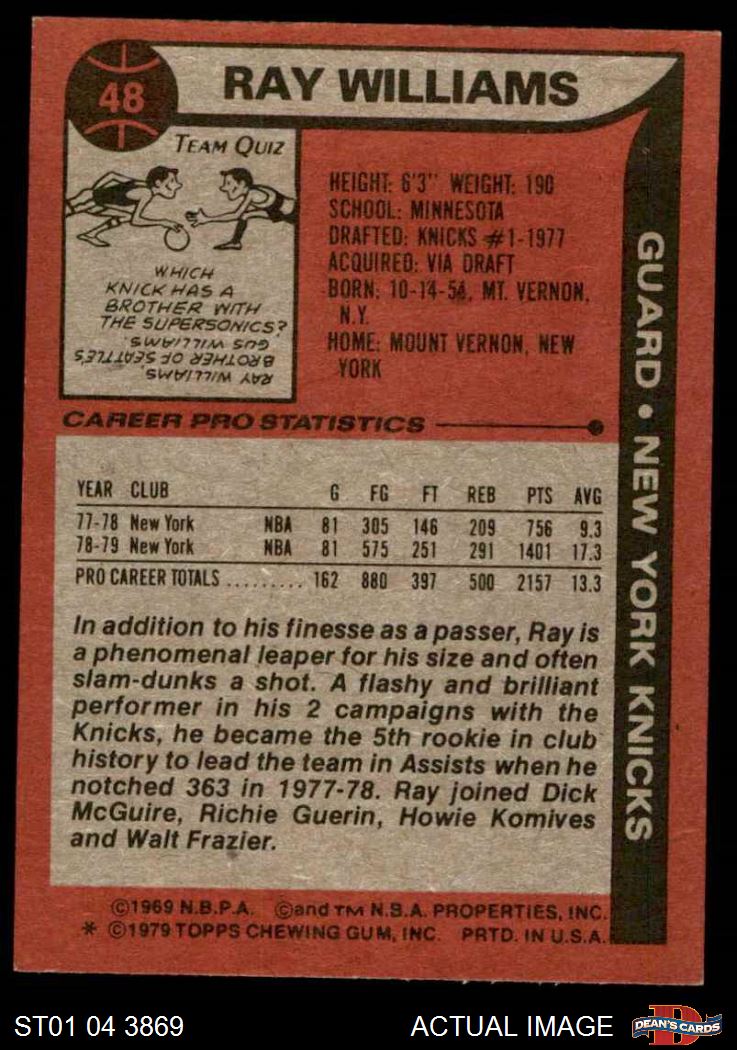 48
RAY WILLIAMS
TEAM QUIZ
WHICH
KNICK HAS A
BROTHER WITH
THE SUPERSONICS?
RAY WILLIAMS
BROTHER OF SEATTLE'S
GUS WILLIAMS.
HEIGHT: 6'3" WEIGHT: 190
SCHOOL: MINNESOTA
DRAFTED: KNICKS #1-1977
ACQUIRED: VIA DRAFT
BORN: 10-14-54, MT. VERNON,
N.Y.
HOME: MOUNT VERNON, NEW
YORK
GUARD • NEW YORK KNICKS
CAREER PRO STATISTICS
YEAR CLUB G FG FT REB PTS AVG
77-78 New York NBA 81 305 146 209 756 9.3
78-79 New York NBA 81 575 251 291 1401 17.3
PRO CAREER TOTALS ......... 162 880 397 500 2157 13.3
In addition to his finesse as a passer, Ray is
a phenomenal leaper for his size and often
slam-dunks a shot. A flashy and brilliant
performer in his 2 campaigns with the
Knicks, he became the 5th rookie in club
history to lead the team in Assists when he
notched 363 in 1977-78. Ray joined Dick
McGuire, Richie Guerin, Howie Komives
and Walt Frazier.
©1969 N.B.P.A. ©and TM N.B.A. PROPERTIES, INC.
* ©1979 TOPPS CHEWING GUM, INC. PRTD. IN U.S.A.
ST01 04 3869
ACTUAL IMAGE
DEAN'S CARDS